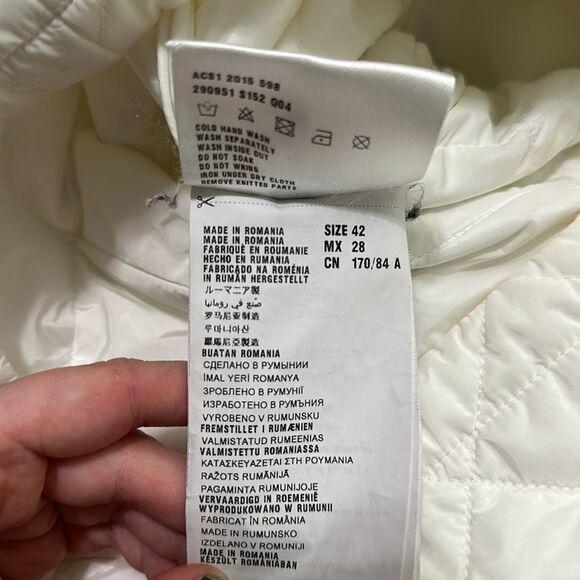 ACS1 2015 598
290951 S152 Q04
COLD HAND WASH
WASH SEPARATELY
WASH INSIDE OUT
DO NOT SOAK
DO NOT WRING
IRON UNDER DRY CLOTH
REMOVE KNITTED PARTS
MADE IN ROMANIA SIZE 42
MADE IN ROMANIA MX 28
FABRIQUÉ EN ROUMANIE CN 170/84 A
HECHO EN RUMANIA
FABRICADO NA ROMÉNIA
IN RUMÄN HERGESTELLT
ルーマニア製
صنع في رومانيا
罗马尼亚制造
루마니아산
羅馬尼亞製造
BUATAN ROMANIA
СДЕЛАНО В РУМЫНИИ
İMAL YERİ ROMANYA
ЗРОБЛЕНО В РУМУНІЇ
ИЗРАБОТЕНО В РУМЪНИЯ
VYROBENO V RUMUNSKU
FREMSTILLET I RUMÆNIEN
VALMISTATUD RUMEENIAS
VALMISTETTU ROMANIASSA
ΚΑΤΑΣΚΕΥΑΖΕΤΑΙ ΣΤΗ ΡΟΥΜΑΝΙΑ
RAŽOTS RUMĀNIJĀ
PAGAMINTA RUMUNIJOJE
VERVAARDIGD IN ROEMENIË
WYPRODUKOWANO W RUMUNII
FABRICAT ÎN ROMÂNIA
MADE IN RUMUNSKO
IZDELANO V ROMUNIJI
MADE IN ROMANIA
KÉSZÜLT ROMÁNIÁBAN